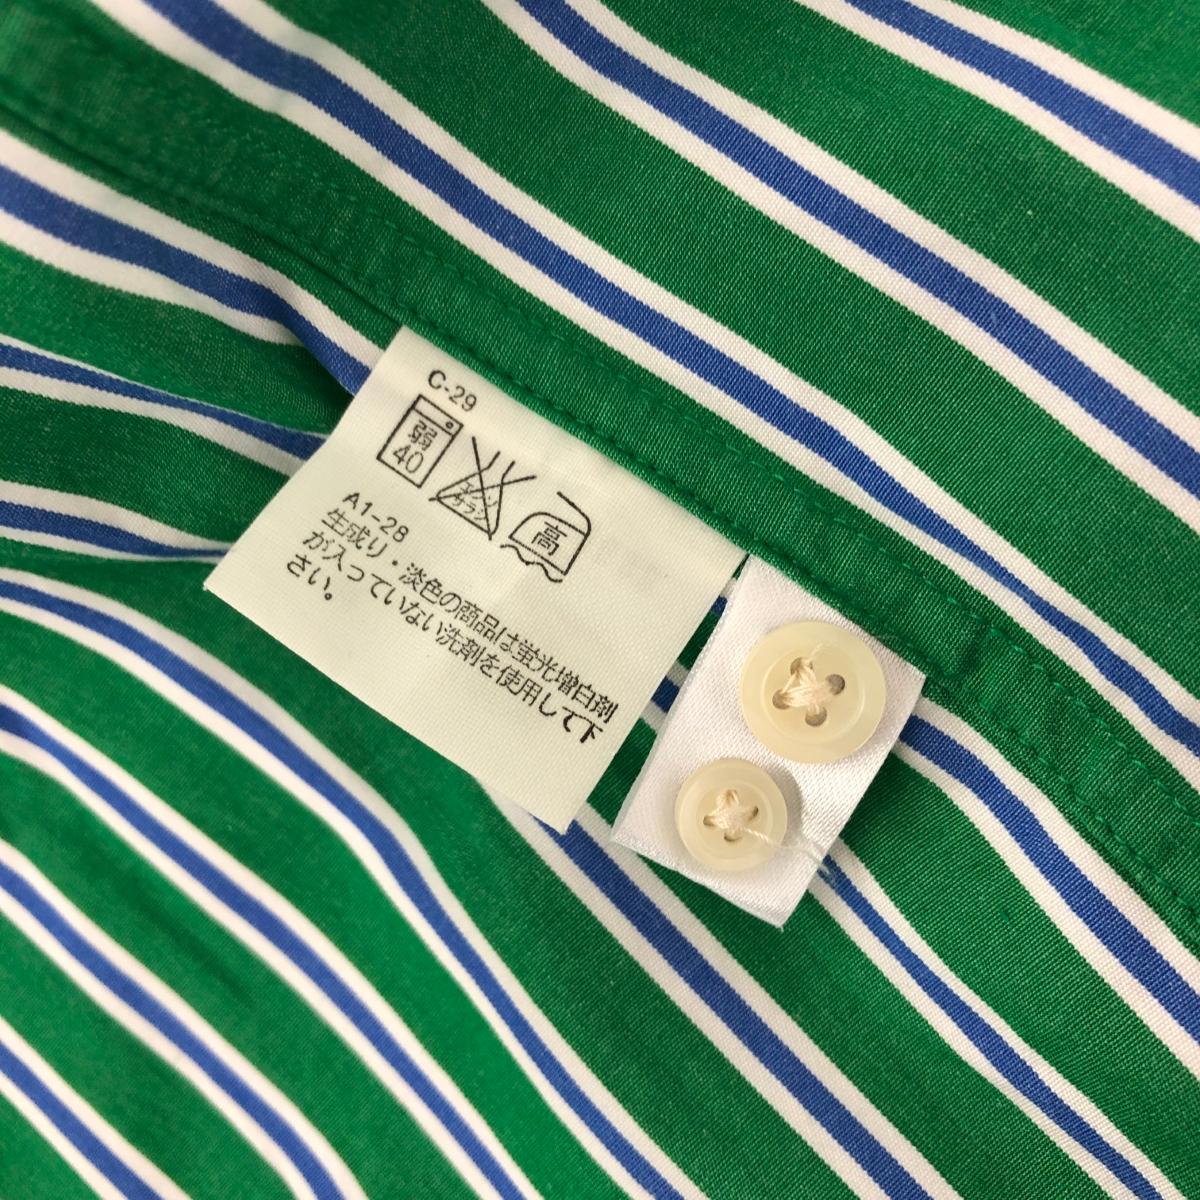 C-29
弱
40
エンソ
サラシ
高
A1-28
生成り・淡色の商品は蛍光増白剤
が入っていない洗剤を使用して下
さい。